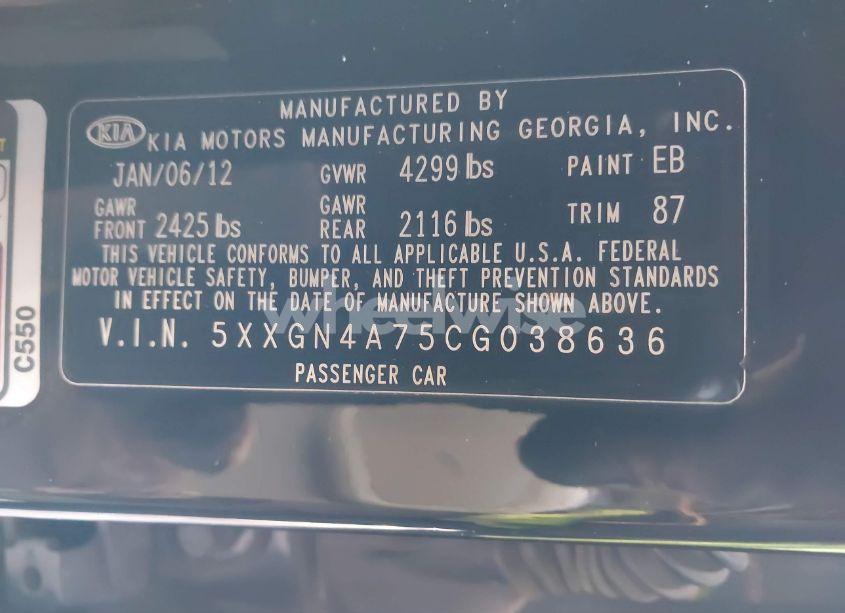 MANUFACTURED BY
KIA KIA MOTORS MANUFACTURING GEORGIA, INC.
JAN/06/12 GVWR 4299 lbs PAINT EB
GAWR FRONT 2425 lbs GAWR REAR 2116 lbs TRIM 87
THIS VEHICLE CONFORMS TO ALL APPLICABLE U.S.A. FEDERAL
MOTOR VEHICLE SAFETY, BUMPER, AND THEFT PREVENTION STANDARDS
IN EFFECT ON THE DATE OF MANUFACTURE SHOWN ABOVE.
wheelwise
V.I.N. 5XXGN4A75CG038636
PASSENGER CAR
C550